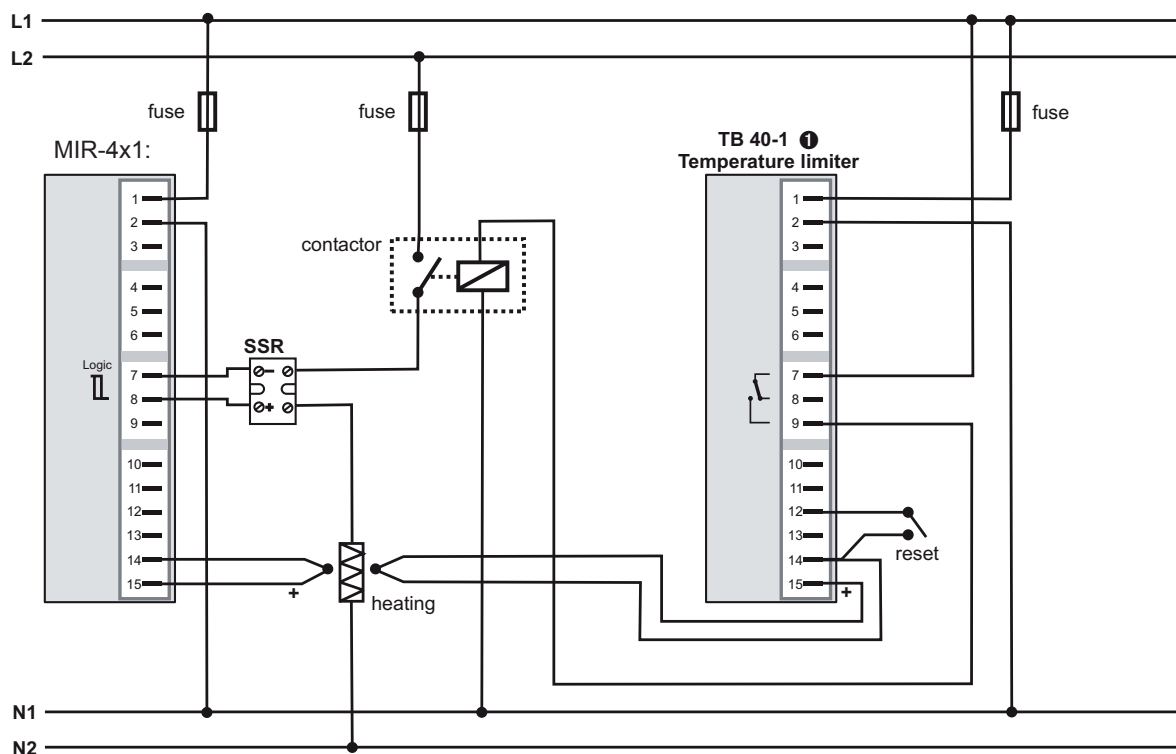 L1
L2
fuse
fuse
fuse
MIR-4x1:
TB 40-1 ❶
Temperature limiter
1
2
3
4
5
6
Logic
7
8
9
10
11
12
13
14
15
contactor
SSR
−
+
+
heating
1
2
3
4
5
6
7
8
9
10
11
12
13
14
15
+
reset
N1
N2